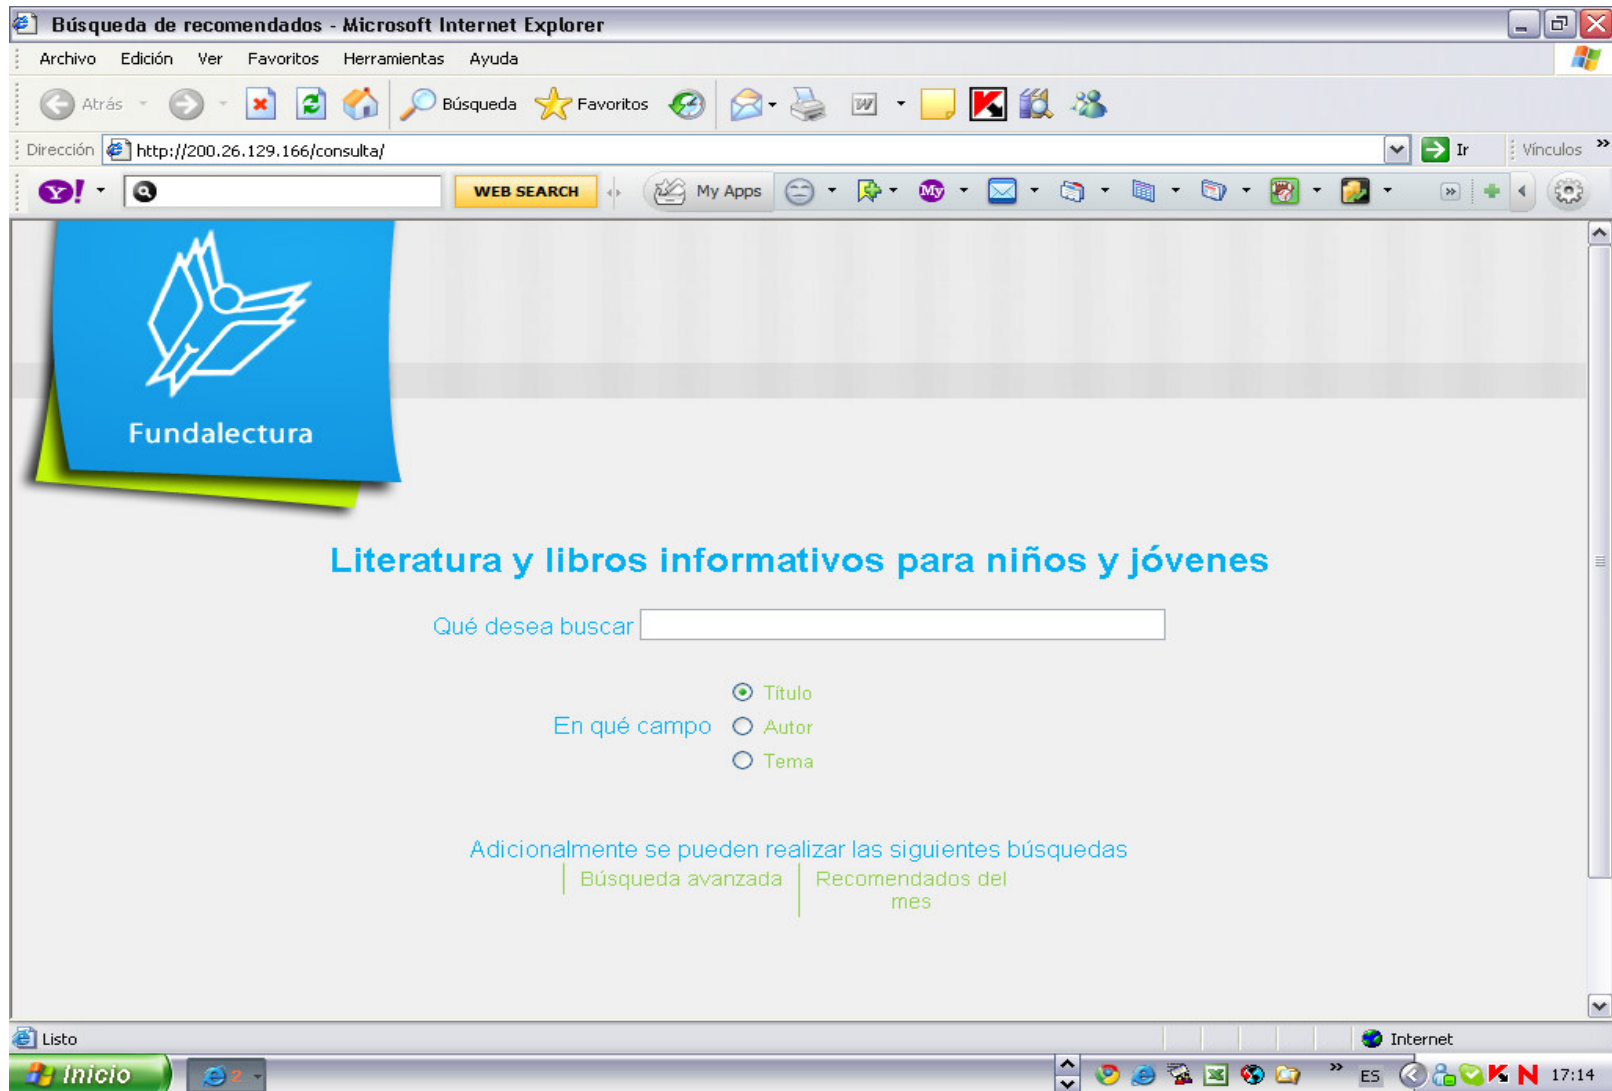 Búsqueda de recomendados - Microsoft Internet Explorer
Archivo Edición Ver Favoritos Herramientas Ayuda
Atrás Búsqueda Favoritos
Dirección http://200.26.129.166/consulta/ Ir Vínculos »
Y! WEB SEARCH My Apps My »
Fundalectura
Literatura y libros informativos para niños y jóvenes
Qué desea buscar
Título
En qué campo Autor
Tema
Adicionalmente se pueden realizar las siguientes búsquedas
Búsqueda avanzada Recomendados del
mes
Listo Internet
Inicio 2 » ES 17:14